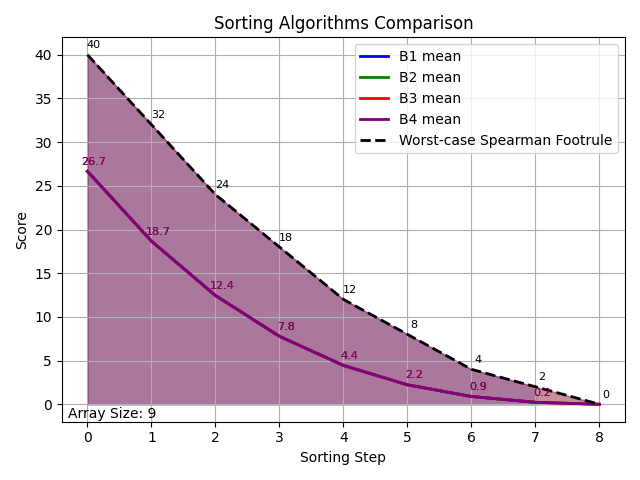 Sorting Algorithms Comparison
B1 mean
B2 mean
B3 mean
B4 mean
Worst-case Spearman Footrule
40
32
24
18
12
8
4
2
0
26.7
18.7
12.4
7.8
4.4
2.2
0.9
0.2
Array Size: 9
Score
40
35
30
25
20
15
10
5
0
0 1 2 3 4 5 6 7 8
Sorting Step